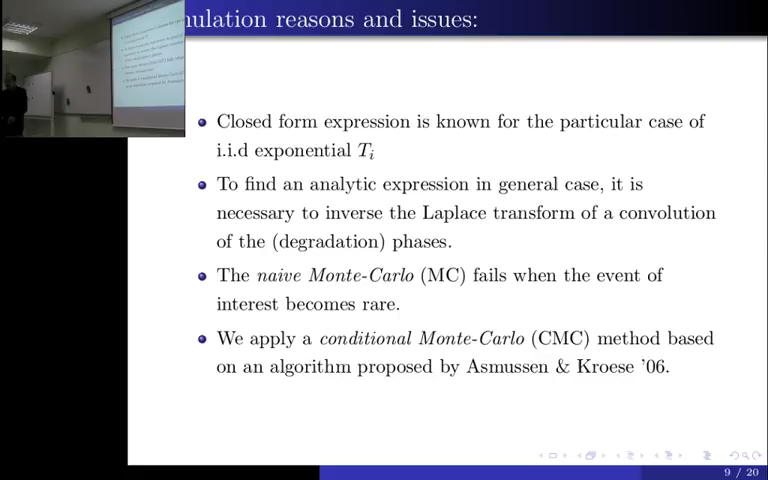 ulation reasons and issues:
Closed form expression is known for the particular case of
i.i.d exponential Ti
To find an analytic expression in general case, it is
necessary to inverse the Laplace transform of a convolution
of the (degradation) phases.
The naive Monte-Carlo (MC) fails when the event of
interest becomes rare.
We apply a conditional Monte-Carlo (CMC) method based
on an algorithm proposed by Asmussen & Kroese '06.
9 / 20